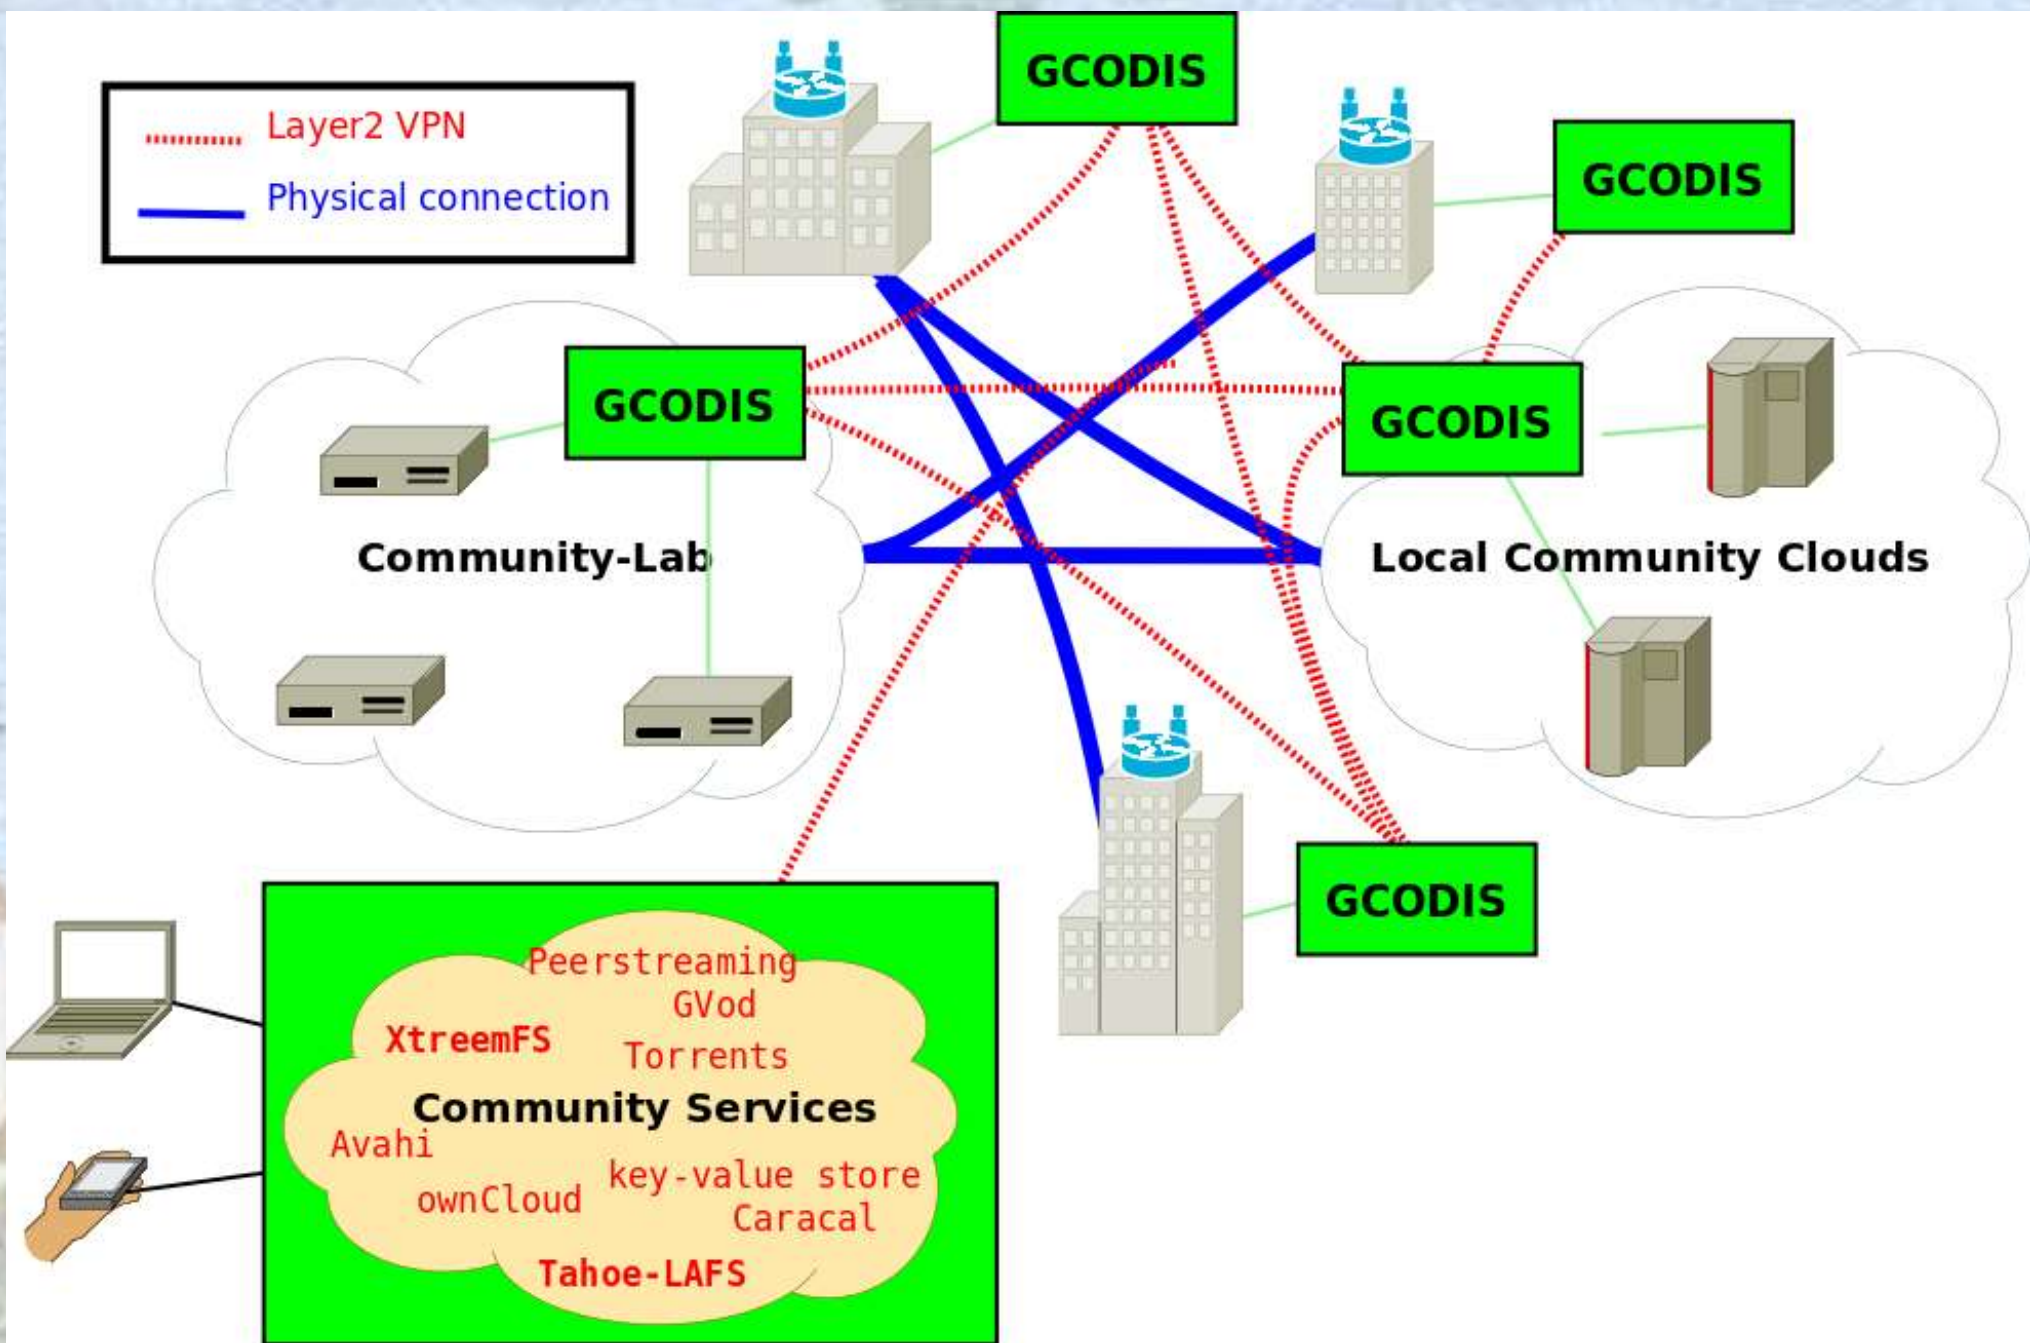 GCODIS
Layer2 VPN
Physical connection
GCODIS
GCODIS
GCODIS
Community-Lab
Local Community Clouds
GCODIS
Peerstreaming
GVod
XtreemFS
Torrents
Community Services
Avahi
key-value store
ownCloud
Caracal
Tahoe-LAFS